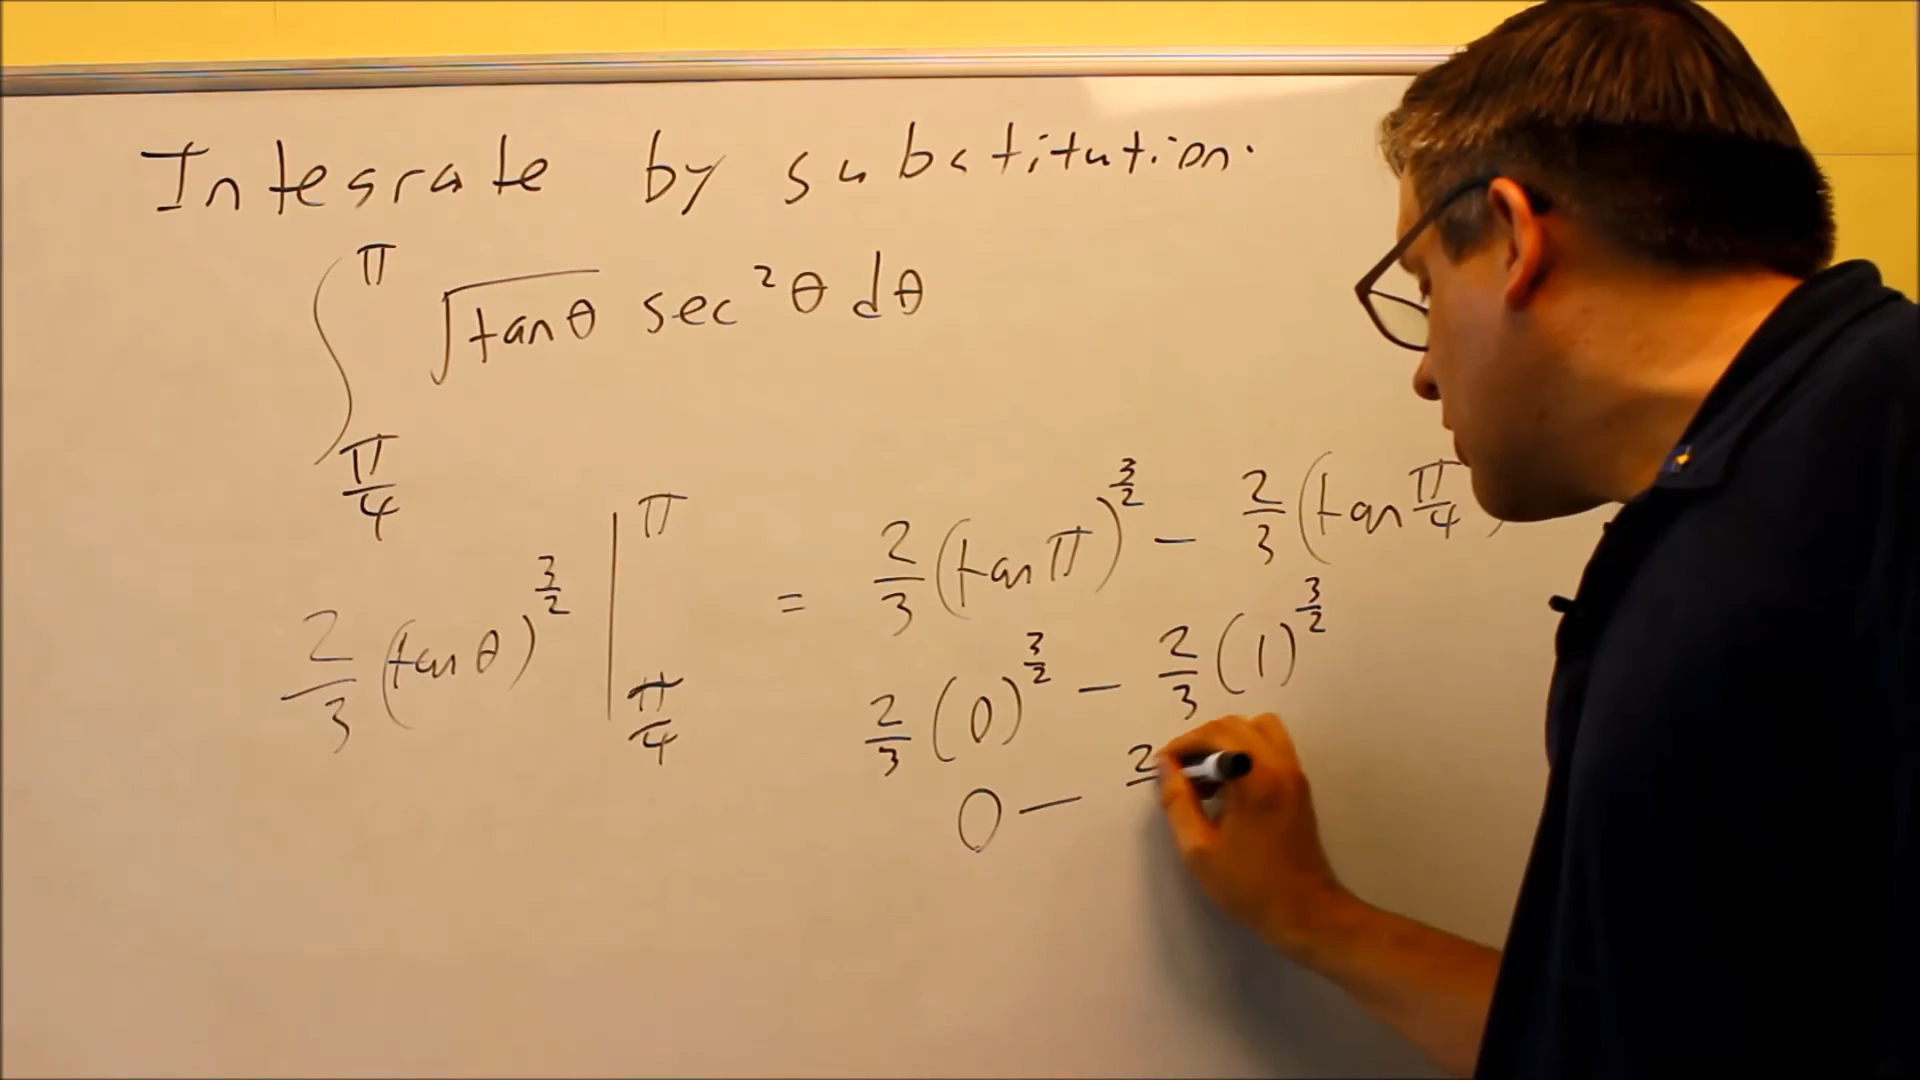 Integrate by substitution.
∫_{π/4}^{π} √(tanθ) sec²θ dθ
2/3 (tanθ)^{3/2} |_{π/4}^{π} = 2/3 (tan π)^{3/2} − 2/3 (tan π/4)
2/3 (0)^{3/2} − 2/3 (1)^{3/2}
0 − 2